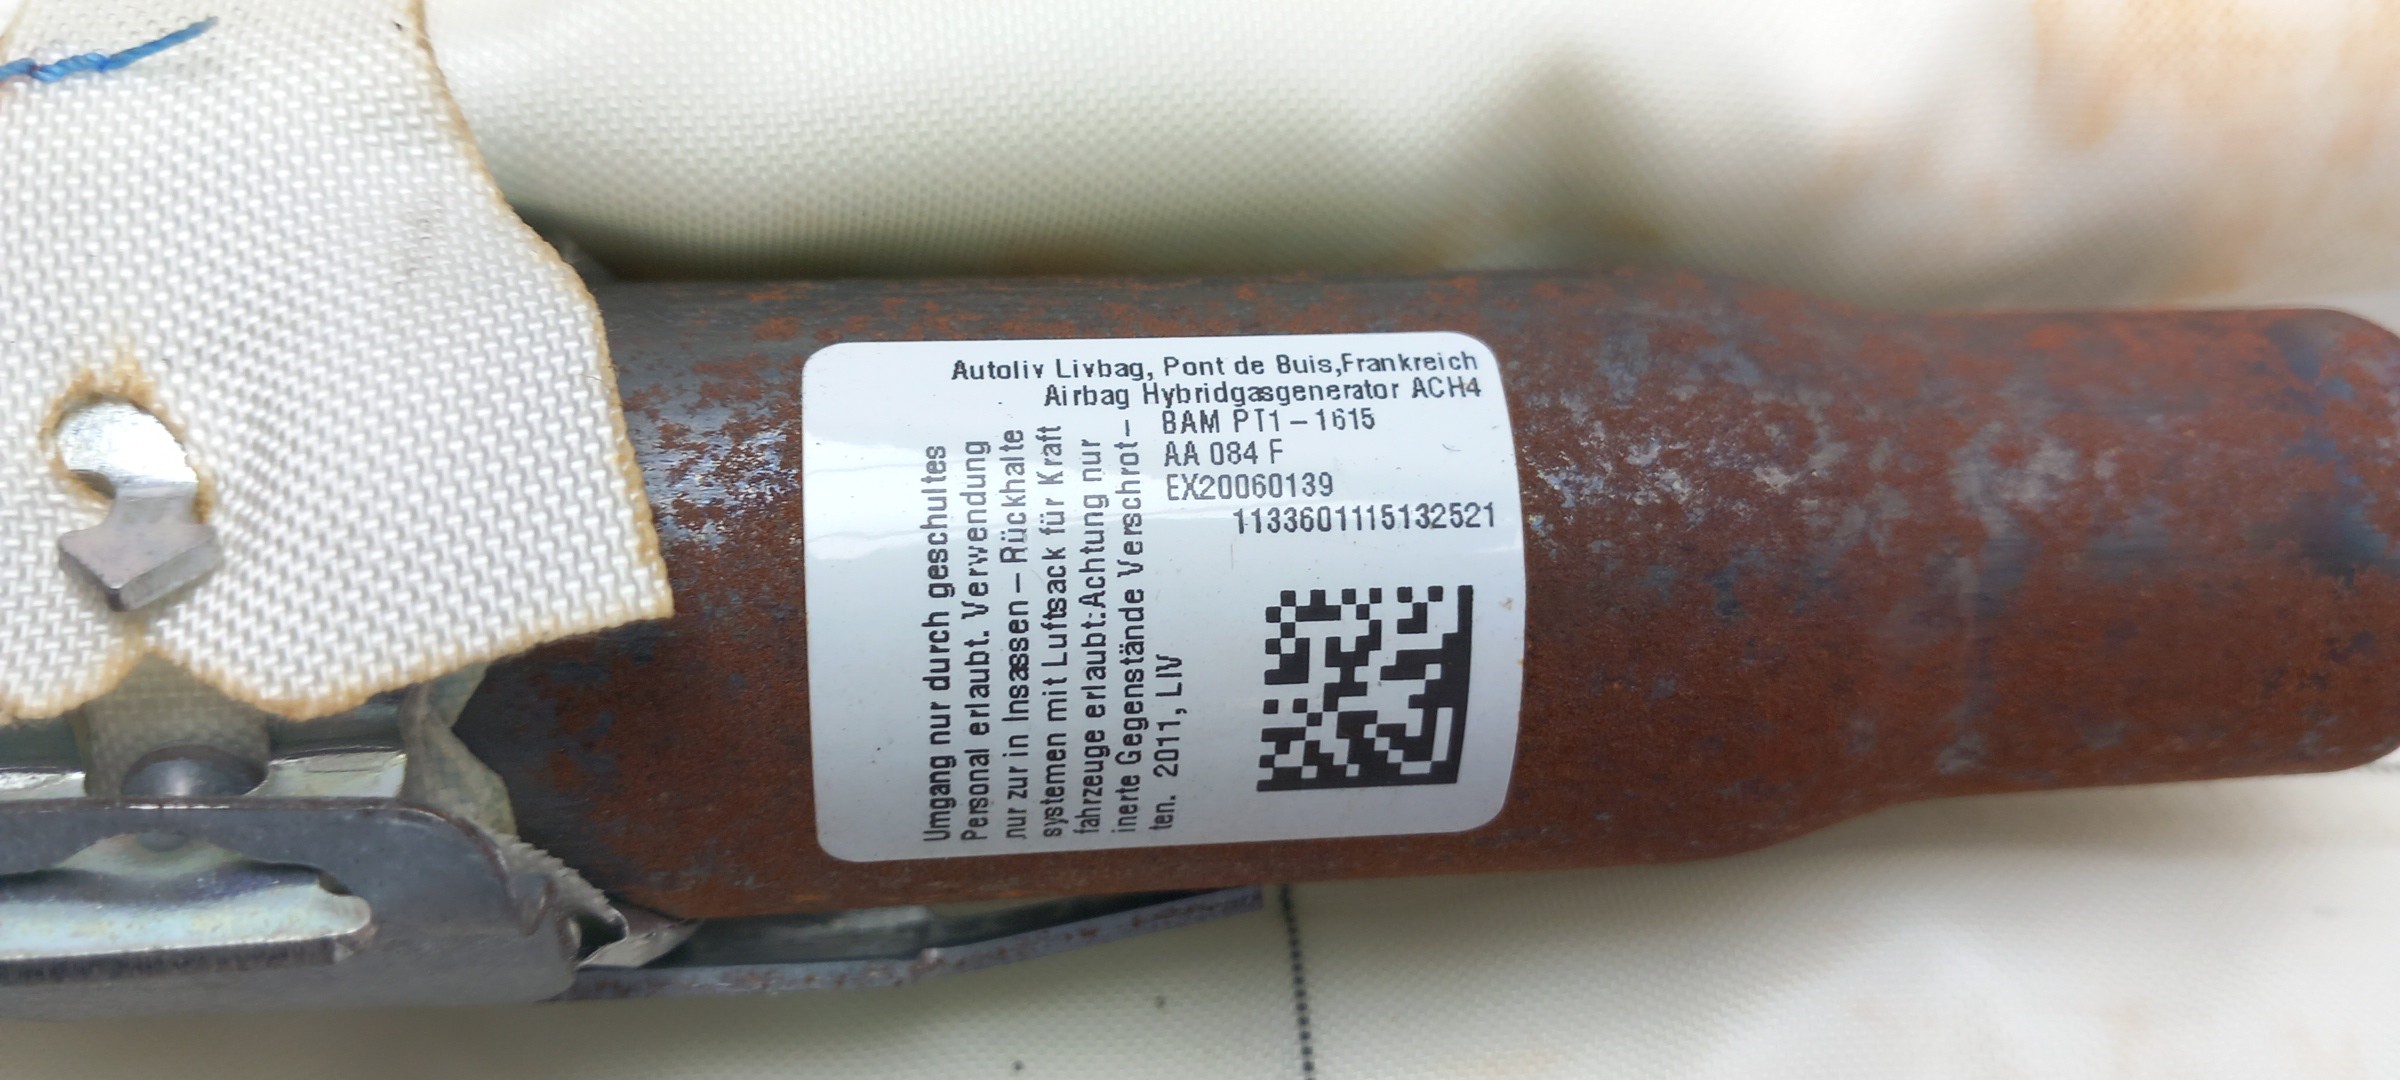 Autoliv Livbag, Pont de Buis,Frankreich
Airbag Hybridgasgenerator ACH4
BAM PT1-1615
AA 084 F
EX20060139
1133601115132521
Umgang nur durch geschultes
Personal erlaubt. Verwendung
nur zur in Insassen-Rückhalte
systemen mit Luftsack für Kraft
fahrzeuge erlaubt:Achtung nur
inerte Gegenstände Verschrot-
ten. 2011, LIV